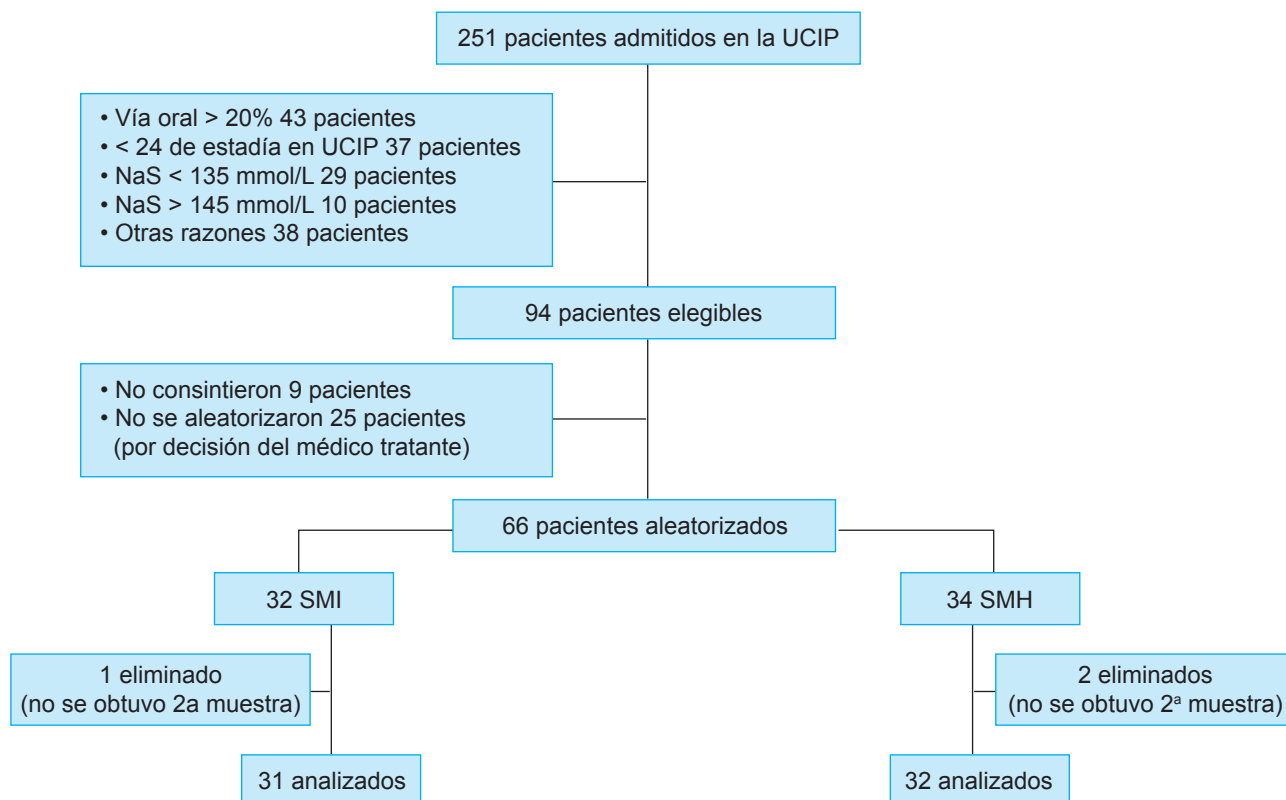 251 pacientes admitidos en la UCIP
• Vía oral > 20% 43 pacientes
• < 24 de estadía en UCIP 37 pacientes
• NaS < 135 mmol/L 29 pacientes
• NaS > 145 mmol/L 10 pacientes
• Otras razones 38 pacientes
94 pacientes elegibles
• No consintieron 9 pacientes
• No se aleatorizaron 25 pacientes
(por decisión del médico tratante)
66 pacientes aleatorizados
32 SMI
34 SMH
1 eliminado
(no se obtuvo 2a muestra)
2 eliminados
(no se obtuvo 2ª muestra)
31 analizados
32 analizados